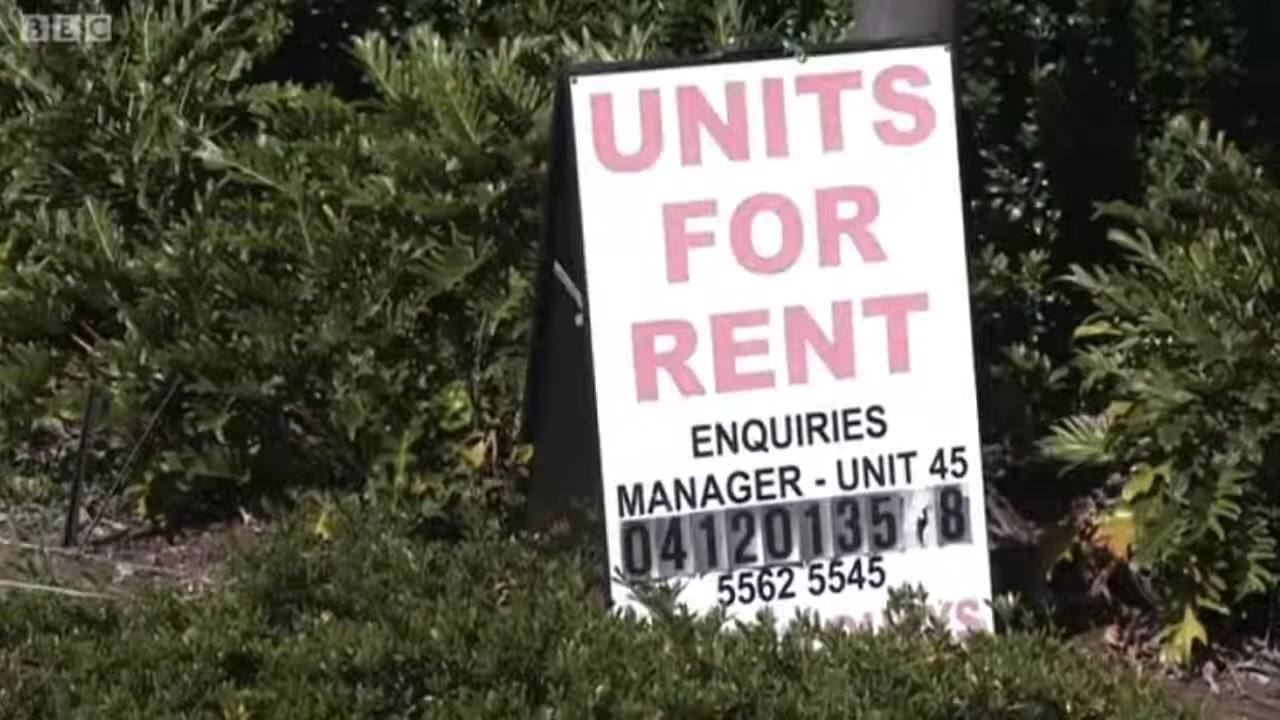 BBC
UNITS
FOR
RENT
ENQUIRIES
MANAGER - UNIT 45
5562 5545